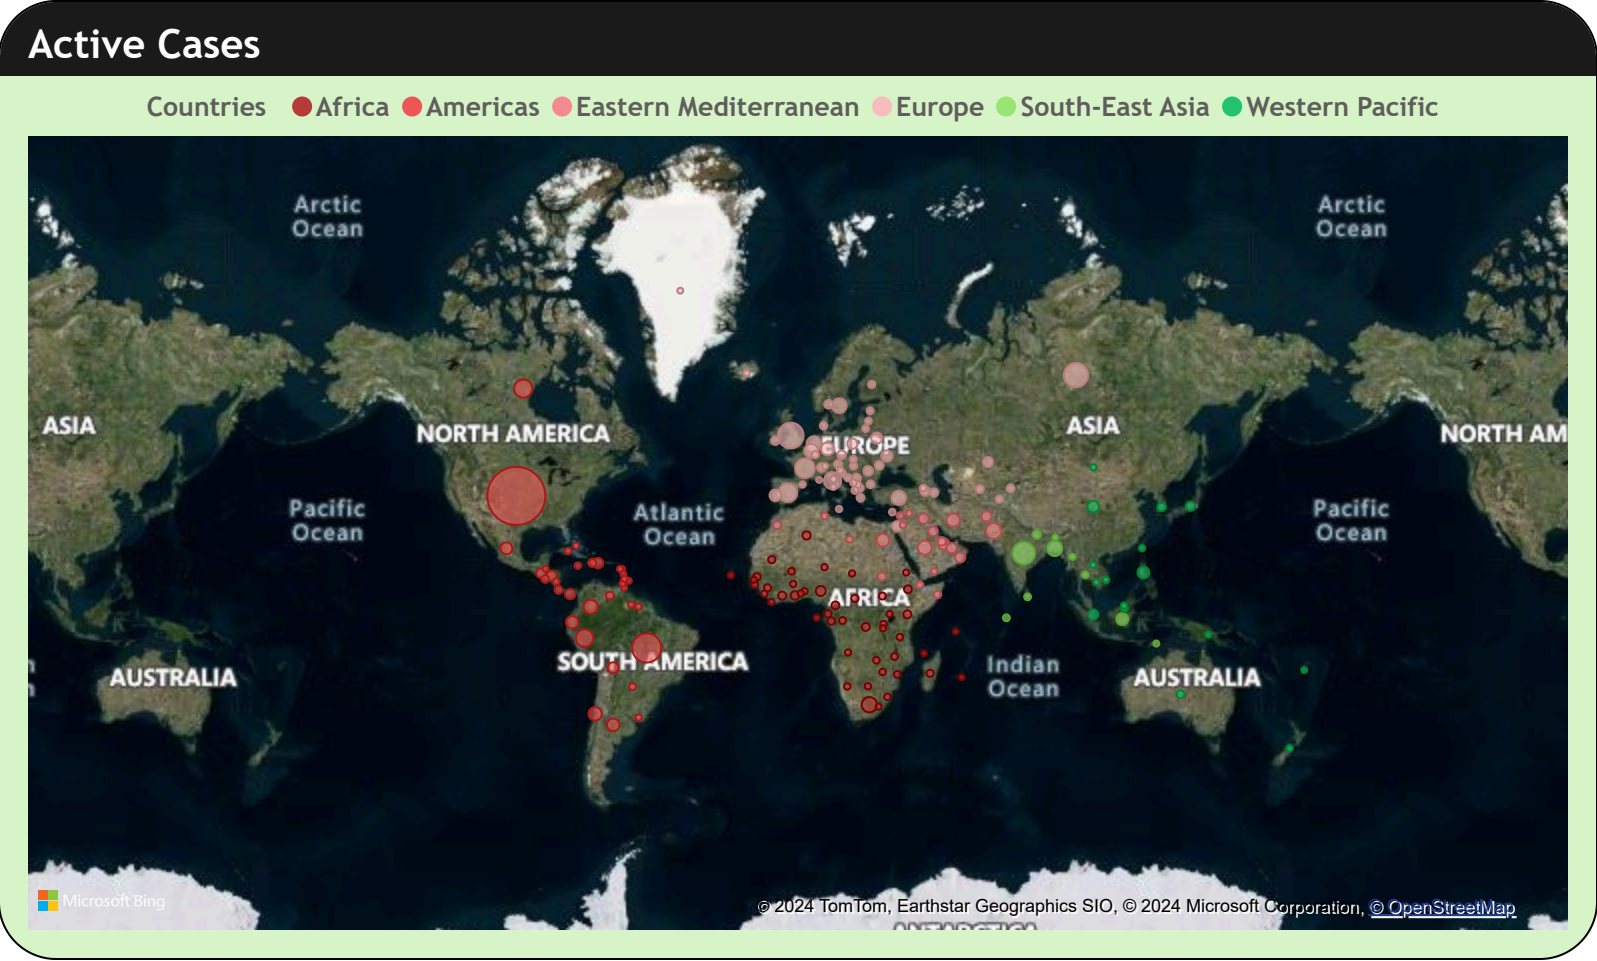 Active Cases
Countries Africa Americas Eastern Mediterranean Europe South-East Asia Western Pacific
Arctic
Ocean
Arctic
Ocean
ASIA
NORTH AMERICA
EUROPE
ASIA
NORTH AM
Pacific
Ocean
Atlantic
Ocean
Pacific
Ocean
AFRICA
AUSTRALIA
SOUTH AMERICA
Indian
Ocean
AUSTRALIA
Microsoft Bing
© 2024 TomTom, Earthstar Geographics SIO, © 2024 Microsoft Corporation, © OpenStreetMap
ANTARCTICA